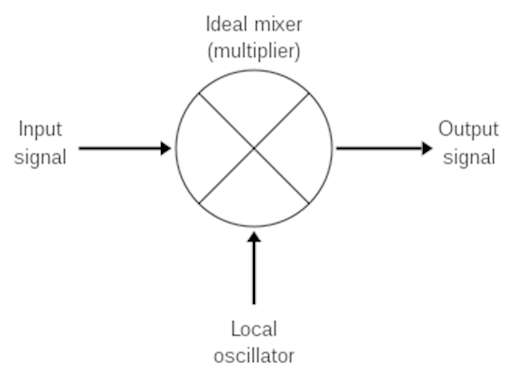 Ideal mixer
(multiplier)
Input
signal
Output
signal
Local
oscillator